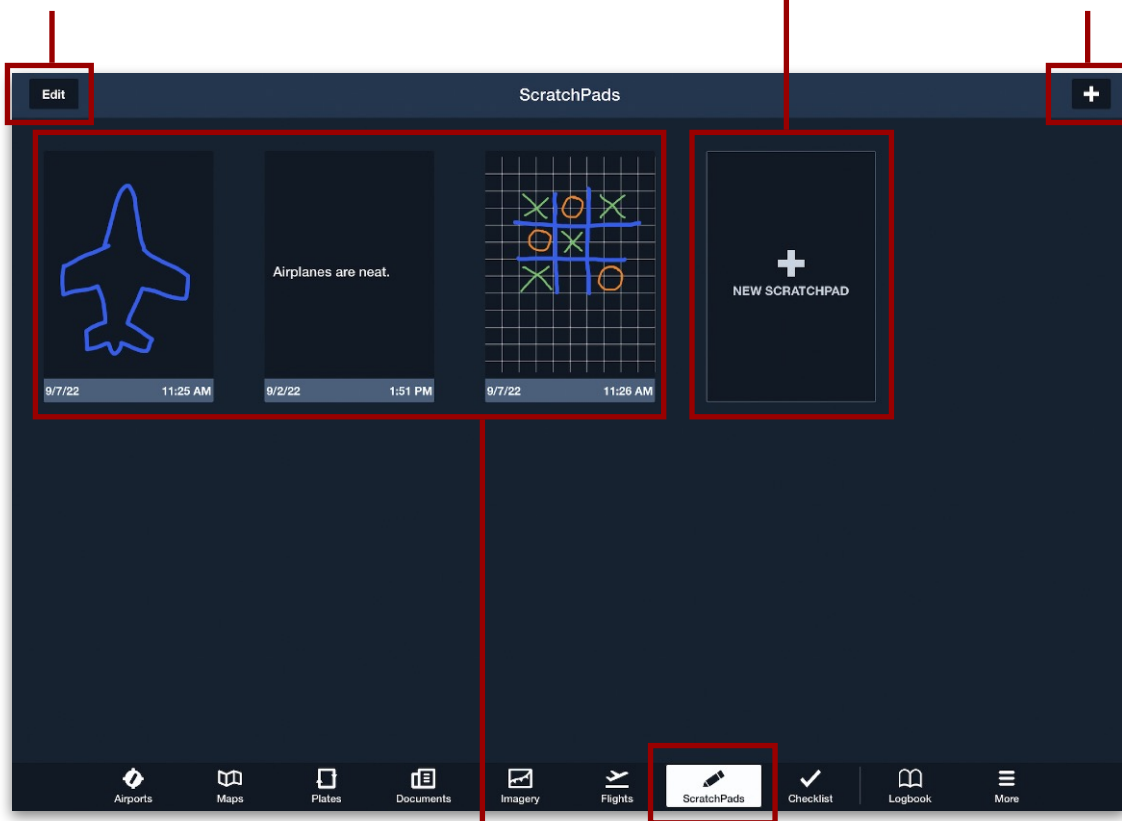 Edit
ScratchPads
Airplanes are neat.
NEW SCRATCHPAD
9/7/22 11:25 AM
9/2/22 1:51 PM
9/7/22 11:26 AM
Airports
Maps
Plates
Documents
Imagery
Flights
ScratchPads
Checklist
Logbook
More